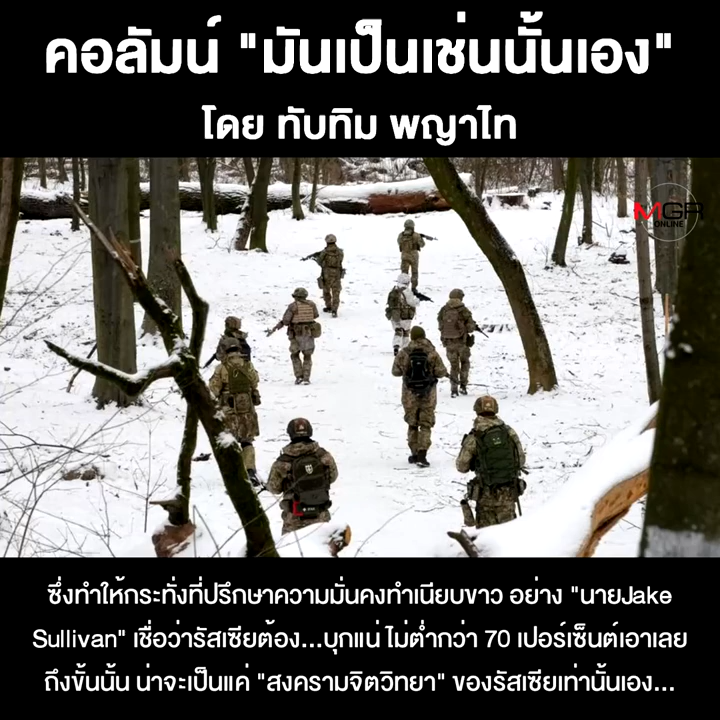 คอลัมน์ "มันเป็นเช่นนั้นเอง"
โดย ทับทิม พญาไท
MGR
ONLINE
ซึ่งทำให้กระทั่งที่ปรึกษาความมั่นคงทำเนียบขาว อย่าง "นายJake
Sullivan" เชื่อว่ารัสเซียต้อง...บุกแน่ ไม่ต่ำกว่า 70 เปอร์เซ็นต์เอาเลย
ถึงขั้นนั้น น่าจะเป็นแค่ "สงครามจิตวิทยา" ของรัสเซียเท่านั้นเอง...